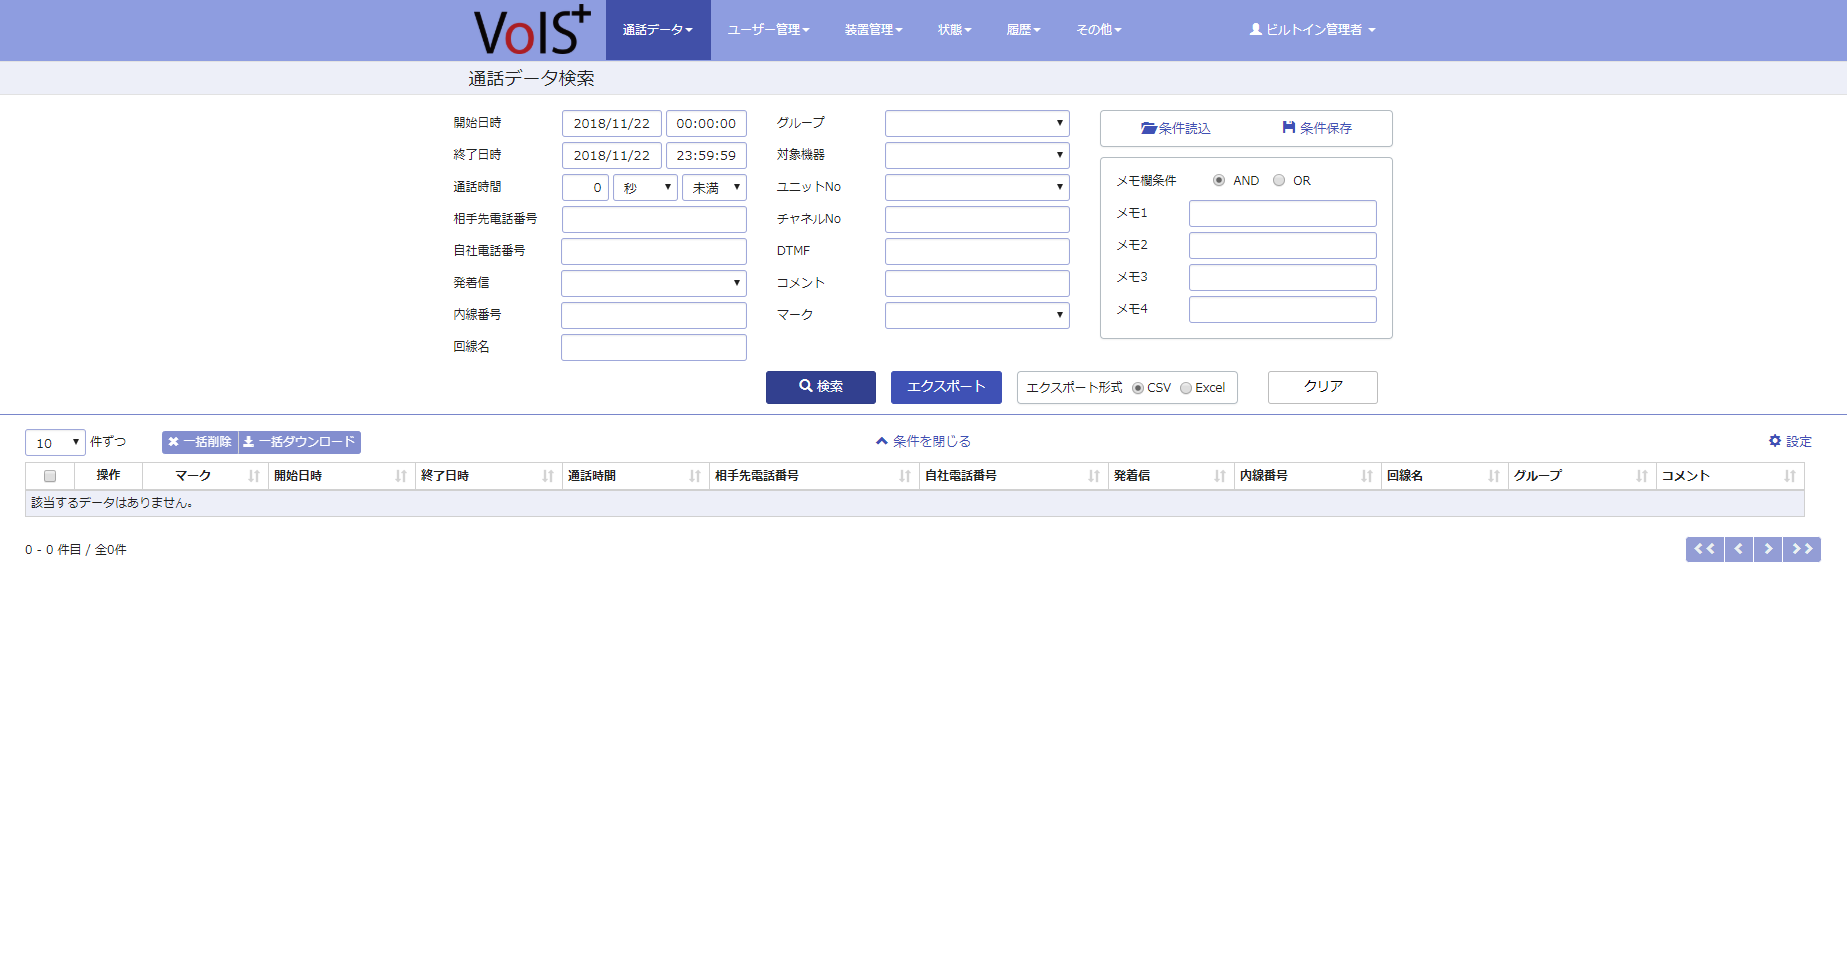 VoIS+ 通話データ ユーザー管理 装置管理 状態 履歴 その他 ビルトイン管理者
通話データ検索
開始日時 2018/11/22 00:00:00 グループ 条件読込 条件保存
終了日時 2018/11/22 23:59:59 対象機器
通話時間 0 秒 未満 ユニットNo メモ欄条件 AND OR
相手先電話番号 チャネルNo メモ1
自社電話番号 DTMF メモ2
発着信 コメント メモ3
内線番号 マーク メモ4
回線名
検索 エクスポート エクスポート形式 CSV Excel クリア
10 件ずつ 一括削除 一括ダウンロード 条件を閉じる 設定
操作 マーク 開始日時 終了日時 通話時間 相手先電話番号 自社電話番号 発着信 内線番号 回線名 グループ コメント
該当するデータはありません。
0 - 0 件目 / 全0件